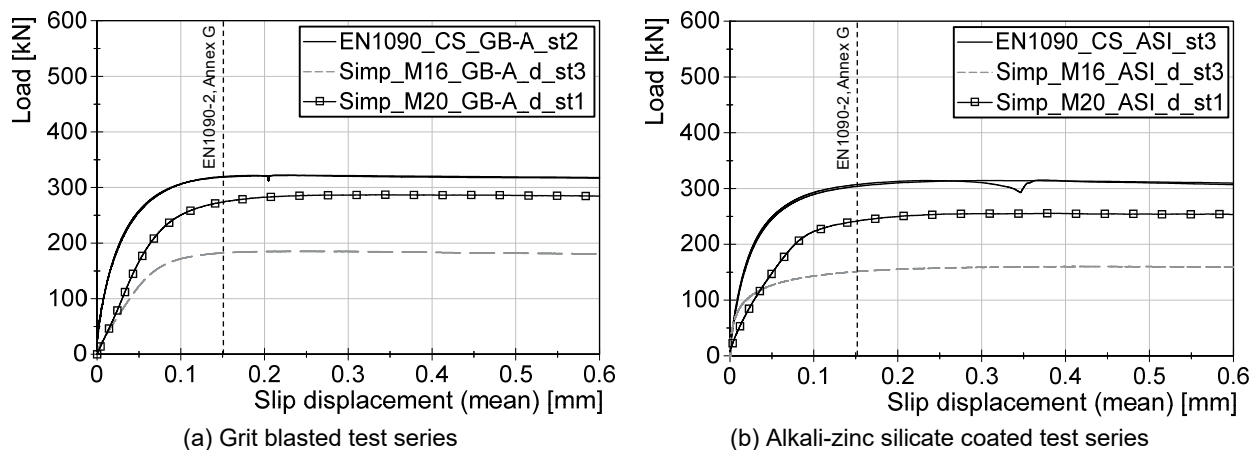 600
500
400
300
200
100
0
Load [kN]
EN1090-2, Annex G
EN1090_CS_GB-A_st2
Simp_M16_GB-A_d_st3
Simp_M20_GB-A_d_st1
0 0.1 0.2 0.3 0.4 0.5 0.6
Slip displacement (mean) [mm]
(a) Grit blasted test series
600
500
400
300
200
100
0
Load [kN]
EN1090-2, Annex G
EN1090_CS_ASI_st3
Simp_M16_ASI_d_st3
Simp_M20_ASI_d_st1
0 0.1 0.2 0.3 0.4 0.5 0.6
Slip displacement (mean) [mm]
(b) Alkali-zinc silicate coated test series